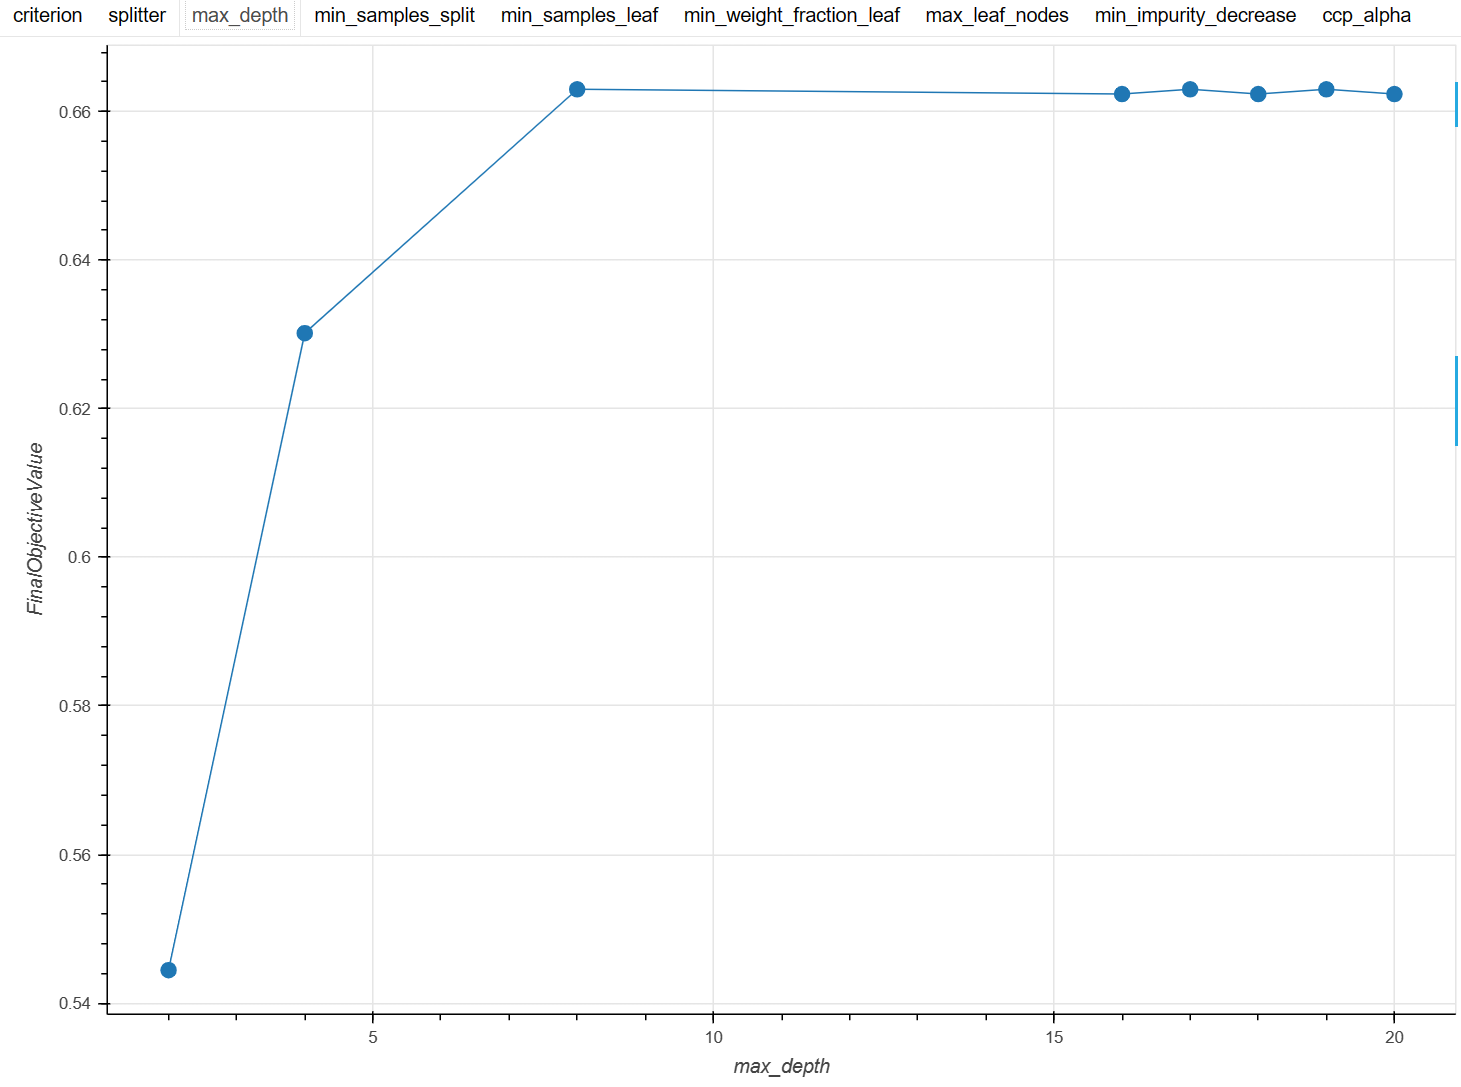 criterion splitter max_depth min_samples_split min_samples_leaf min_weight_fraction_leaf max_leaf_nodes min_impurity_decrease ccp_alpha
0.66
0.64
0.62
0.6
0.58
0.56
0.54
FinalObjectiveValue
5 10 15 20
max_depth